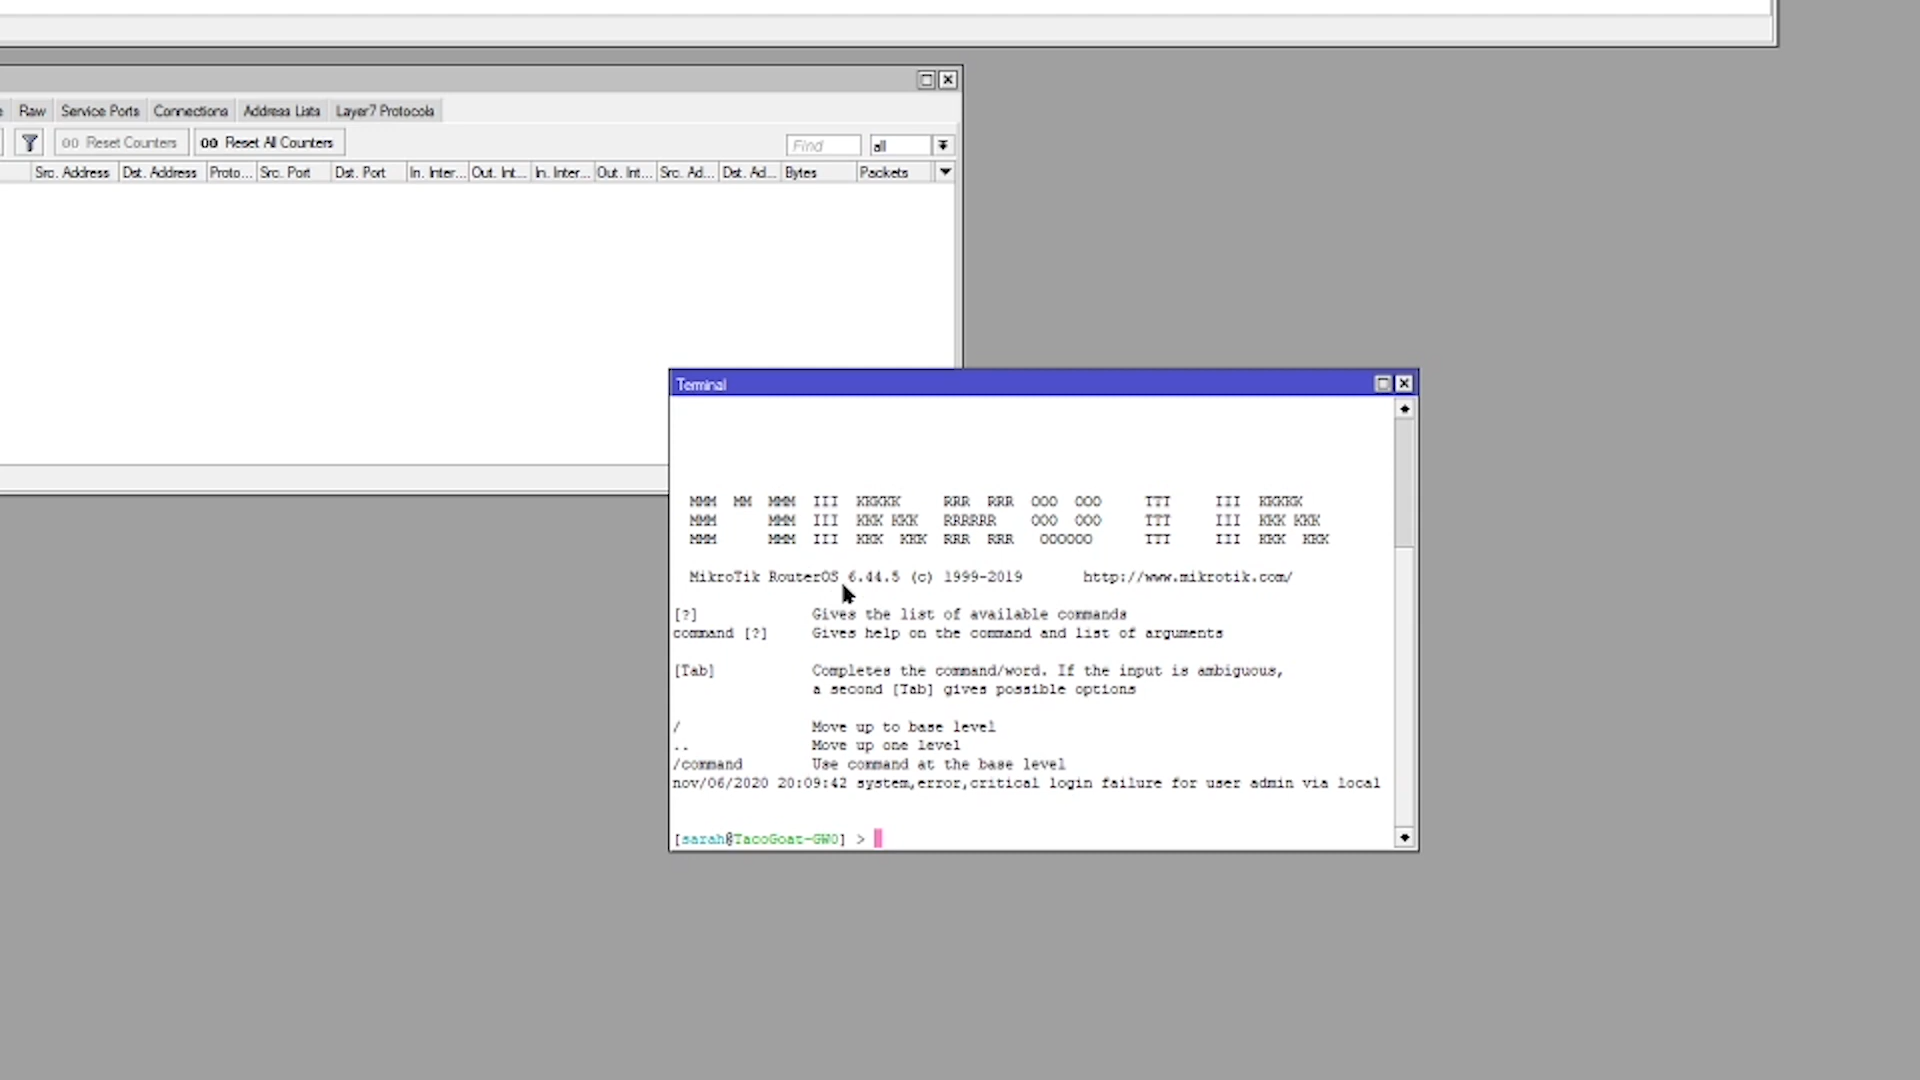 Raw Service Ports Connections Address Lists Layer7 Protocols
00 Reset Counters 00 Reset All Counters Find all
Src. Address Dst. Address Proto... Src. Port Dst. Port In. Inter... Out. Int... In. Inter... Out. Int... Src. Ad... Dst. Ad... Bytes Packets
Terminal
MMM MM MMM III KKKKK RRR RRR OOO OOO TTT III KKKKK
MMM MMM III KKK KKK RRRRRR OOO OOO TTT III KKK KKK
MMM MMM III KKK KKK RRR RRR OOOOOO TTT III KKK KKK
MikroTik RouterOS 6.44.5 (c) 1999-2019 http://www.mikrotik.com/
[?] Gives the list of available commands
command [?] Gives help on the command and list of arguments
[Tab] Completes the command/word. If the input is ambiguous,
a second [Tab] gives possible options
/ Move up to base level
.. Move up one level
/command Use command at the base level
nov/06/2020 20:09:42 system,error,critical login failure for user admin via local
[sarah@TacoGoat-GW0] >